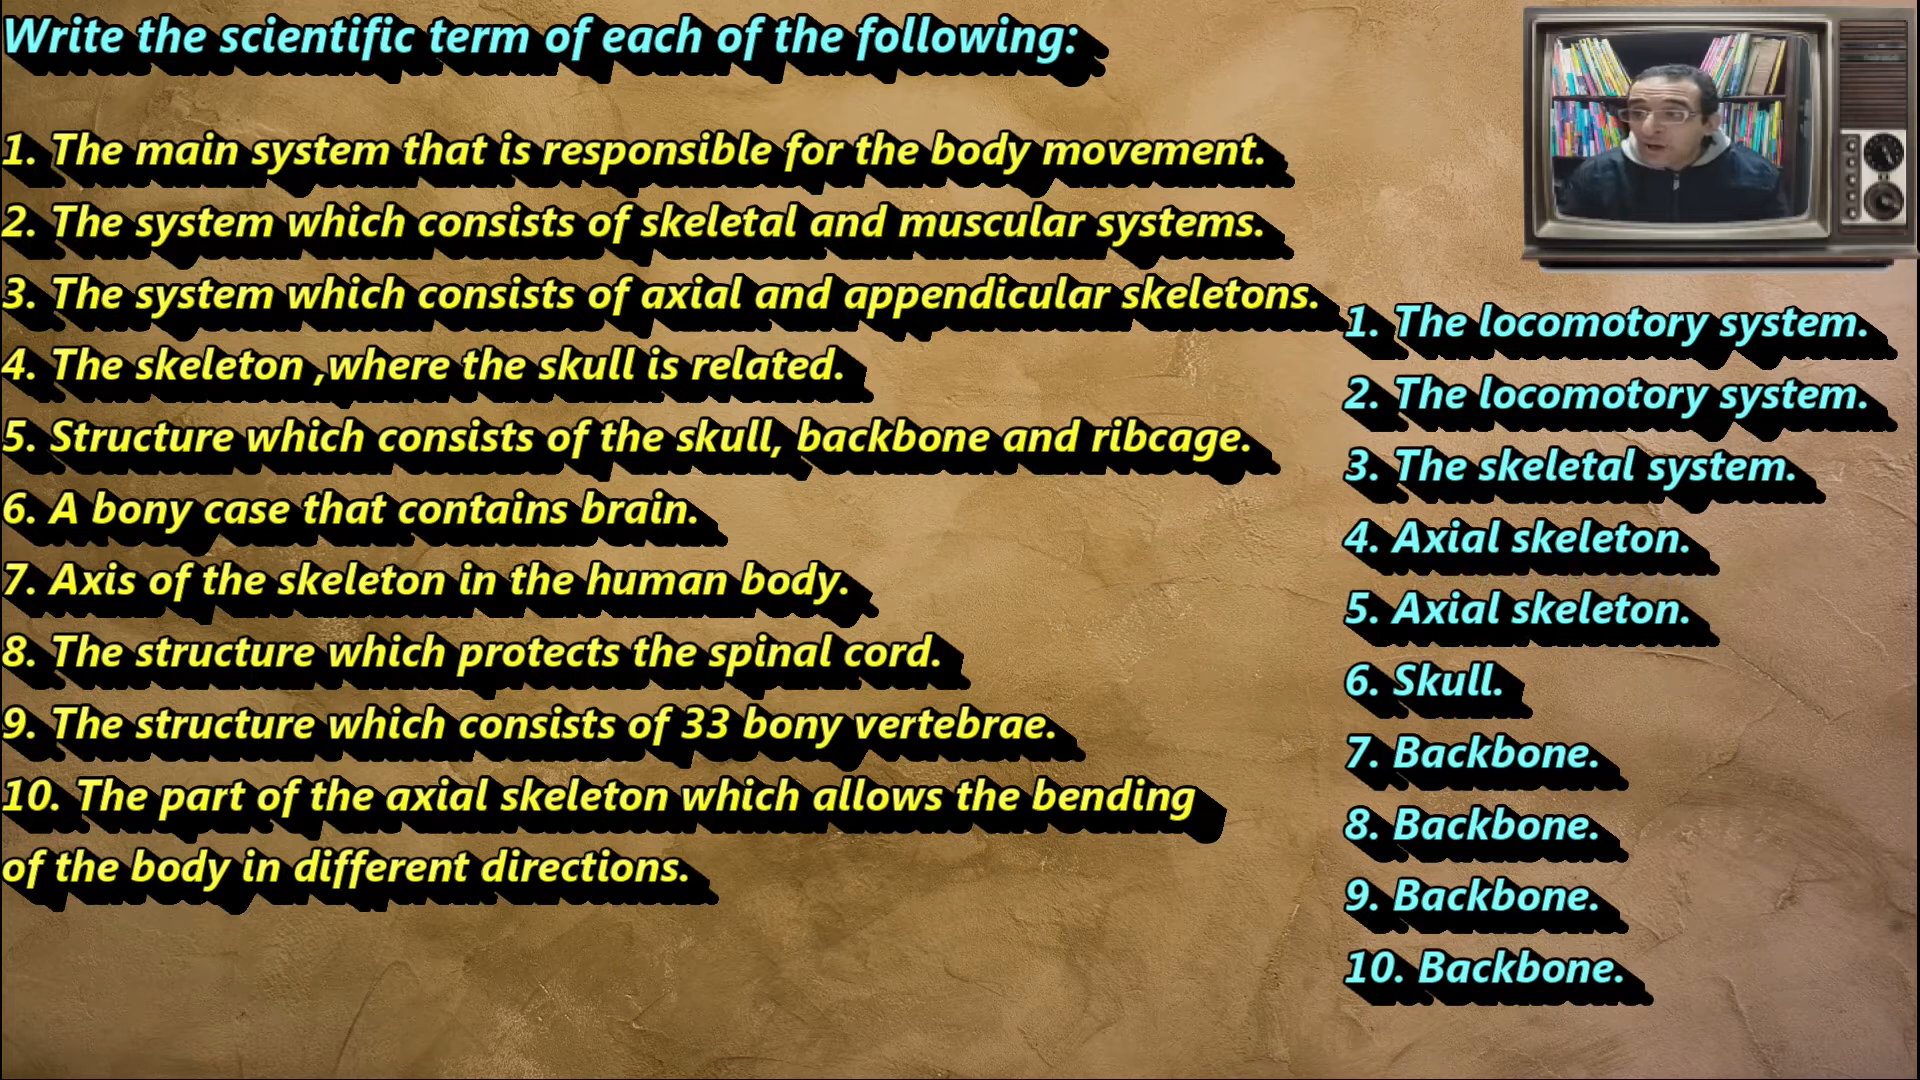 Write the scientific term of each of the following:
1. The main system that is responsible for the body movement.
2. The system which consists of skeletal and muscular systems.
3. The system which consists of axial and appendicular skeletons.
4. The skeleton ,where the skull is related.
5. Structure which consists of the skull, backbone and ribcage.
6. A bony case that contains brain.
7. Axis of the skeleton in the human body.
8. The structure which protects the spinal cord.
9. The structure which consists of 33 bony vertebrae.
10. The part of the axial skeleton which allows the bending
of the body in different directions.
1. The locomotory system.
2. The locomotory system.
3. The skeletal system.
4. Axial skeleton.
5. Axial skeleton.
6. Skull.
7. Backbone.
8. Backbone.
9. Backbone.
10. Backbone.